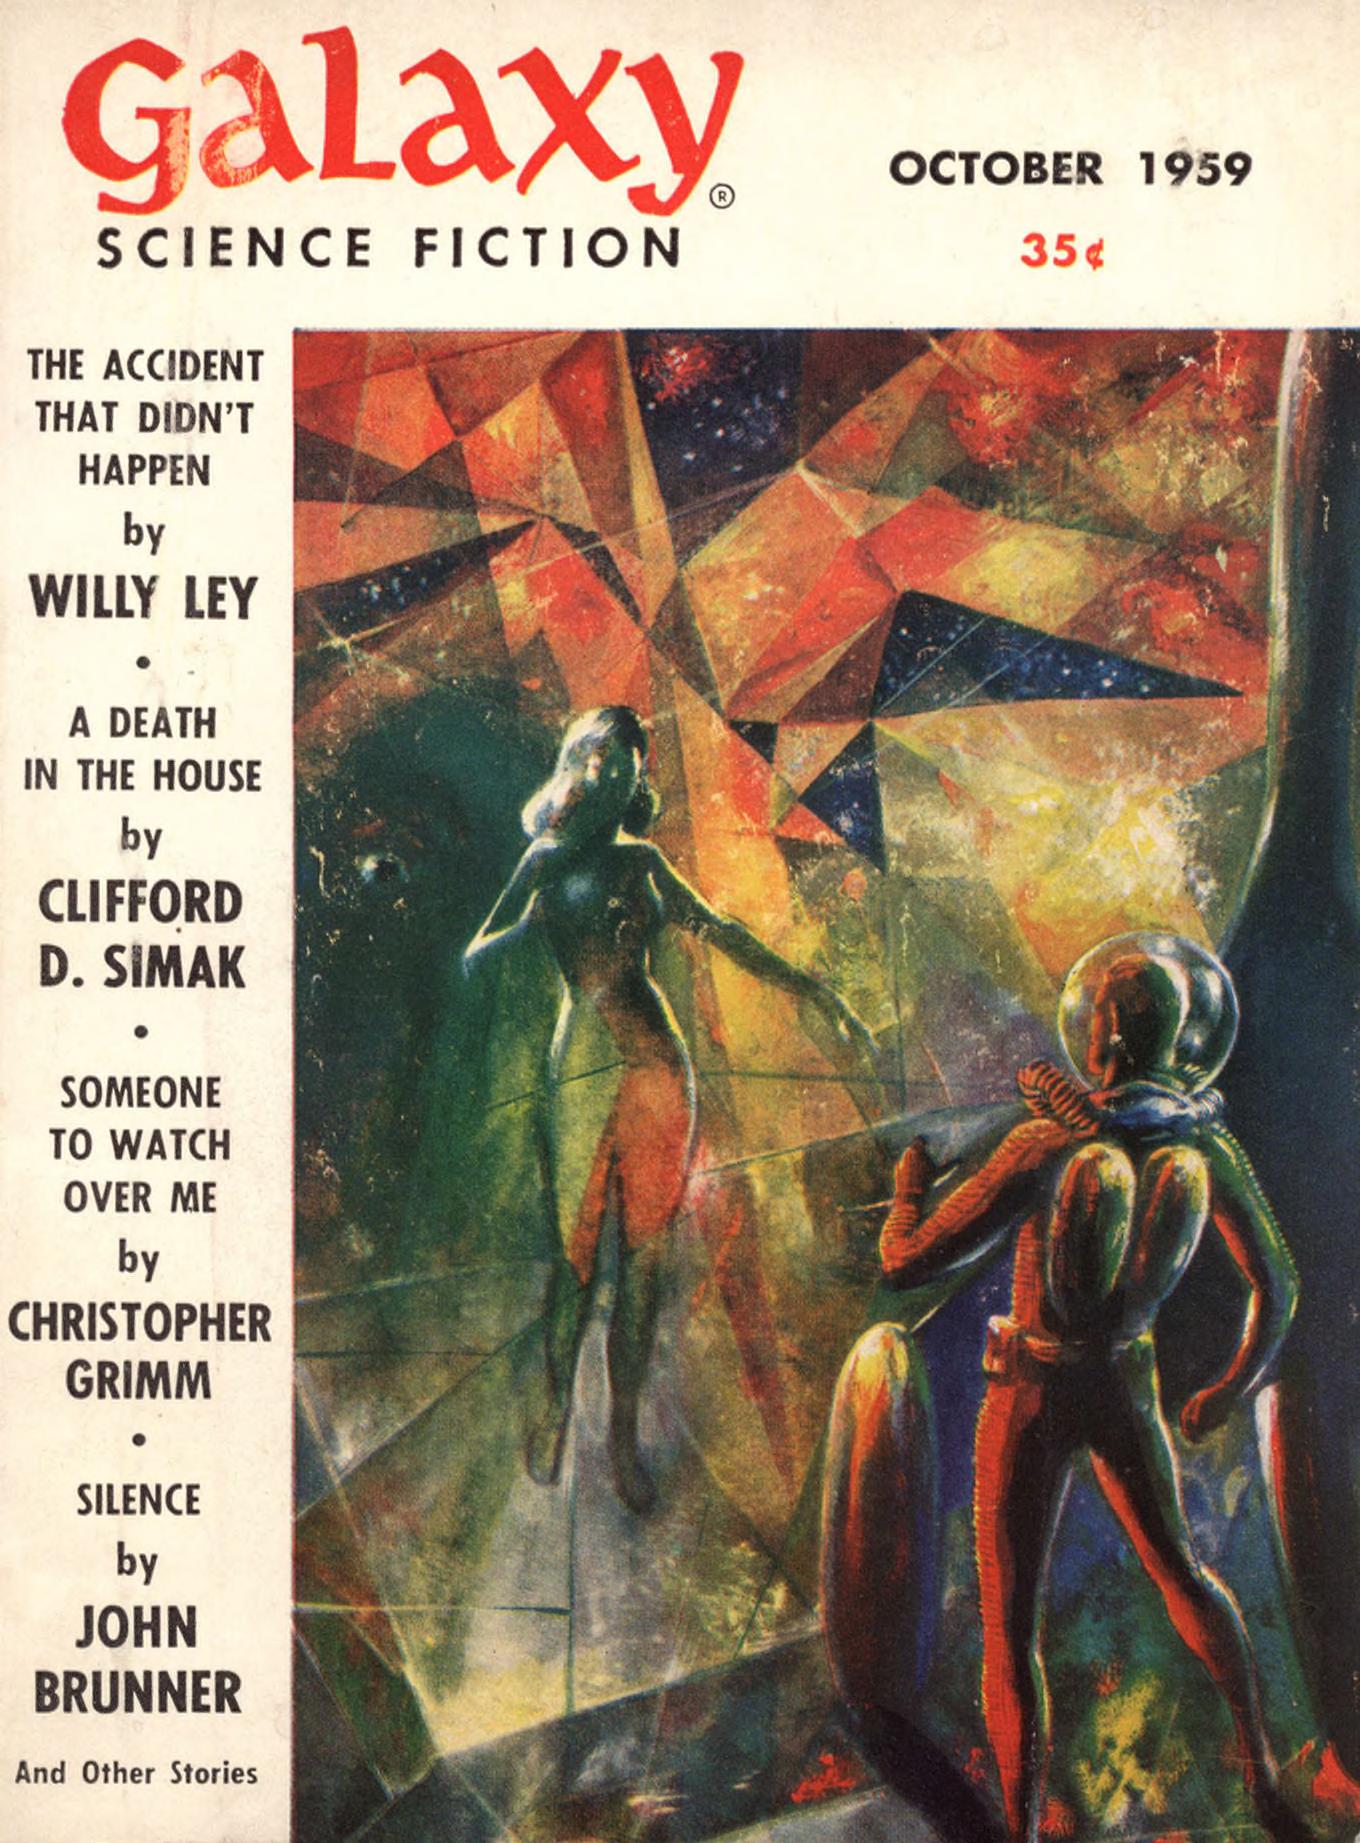 Galaxy
®
SCIENCE FICTION
OCTOBER 1959
35¢
THE ACCIDENT
THAT DIDN'T
HAPPEN
by
WILLY LEY
•
A DEATH
IN THE HOUSE
by
CLIFFORD
D. SIMAK
•
SOMEONE
TO WATCH
OVER ME
by
CHRISTOPHER
GRIMM
•
SILENCE
by
JOHN
BRUNNER
And Other Stories